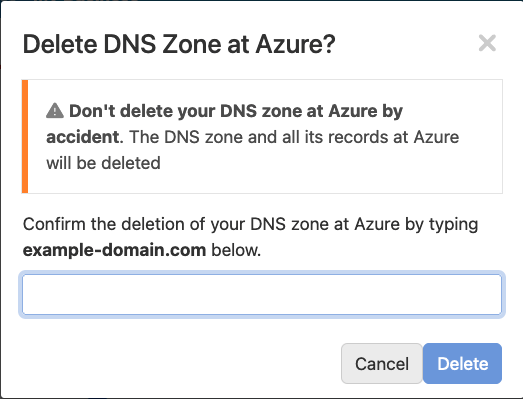 Delete DNS Zone at Azure?
Don't delete your DNS zone at Azure by
accident. The DNS zone and all its records at Azure
will be deleted
Confirm the deletion of your DNS zone at Azure by typing
example-domain.com below.
Cancel Delete